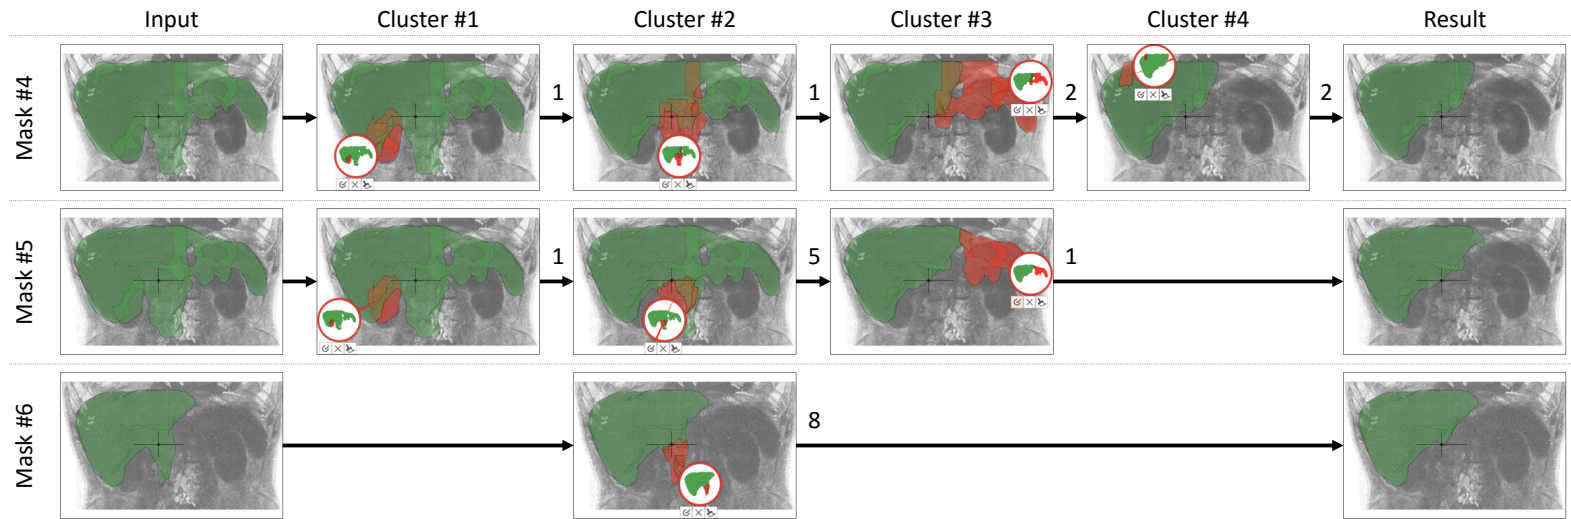 Input Cluster #1 Cluster #2 Cluster #3 Cluster #4 Result
Mask #4
1 1 2 2
Mask #5
1 5 1
Mask #6
8